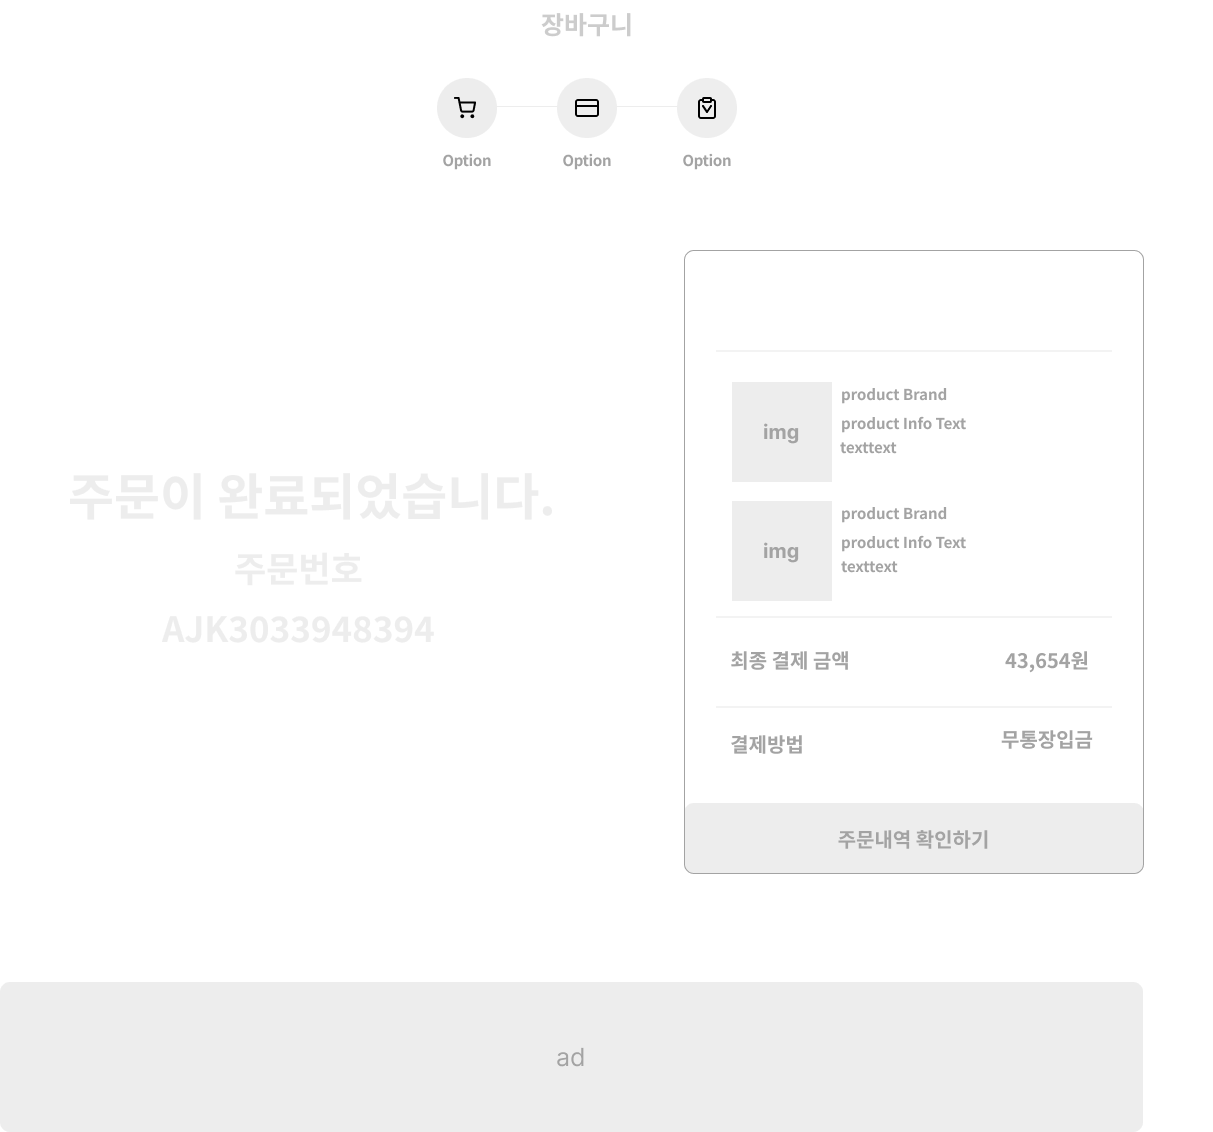 장바구니
Option
Option
Option
주문이 완료되었습니다.
주문번호
AJK3033948394
img
product Brand
product Info Text
texttext
img
product Brand
product Info Text
texttext
최종 결제 금액
43,654원
결제방법
무통장입금
주문내역 확인하기
ad